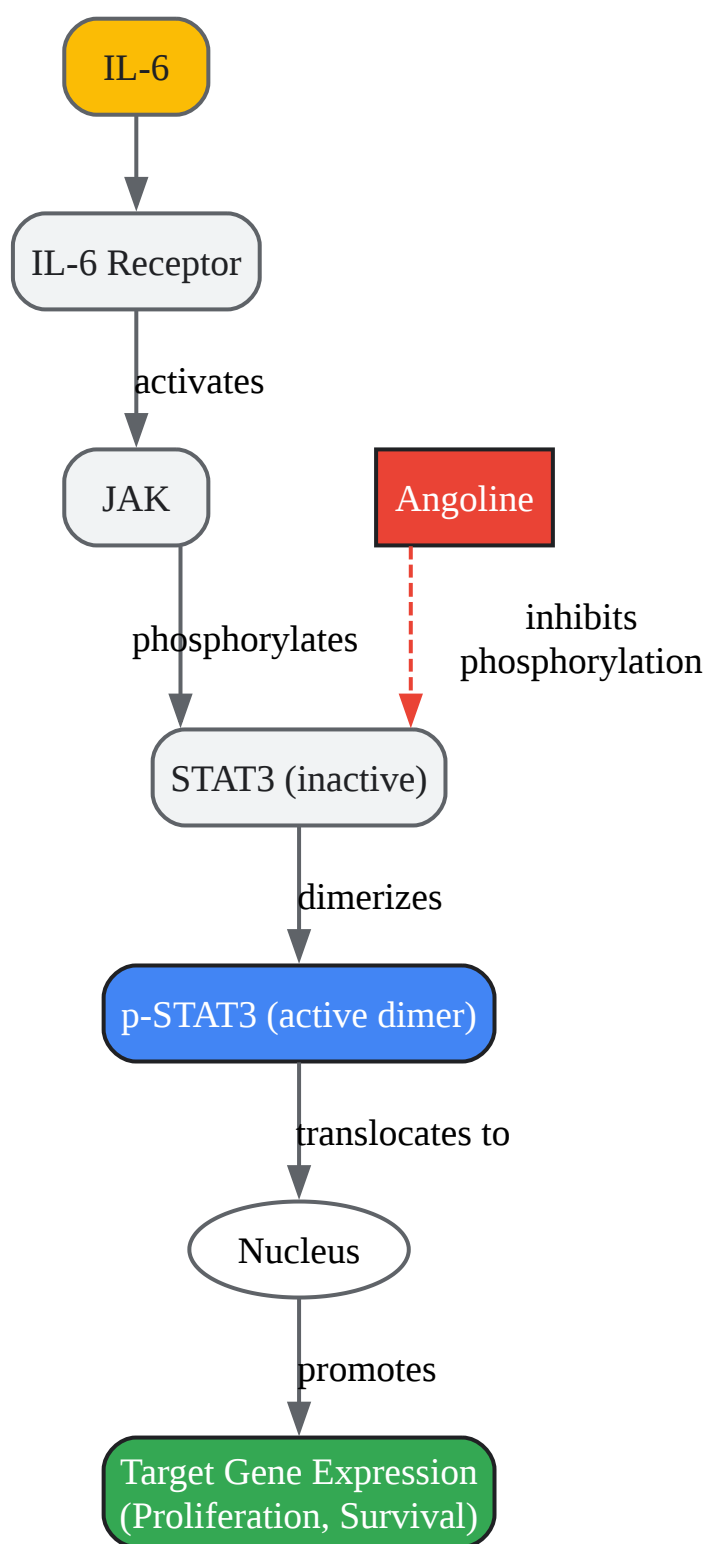 IL-6
IL-6 Receptor
activates
JAK
Angoline
phosphorylates
inhibits
phosphorylation
STAT3 (inactive)
dimerizes
p-STAT3 (active dimer)
translocates to
Nucleus
promotes
Target Gene Expression
(Proliferation, Survival)